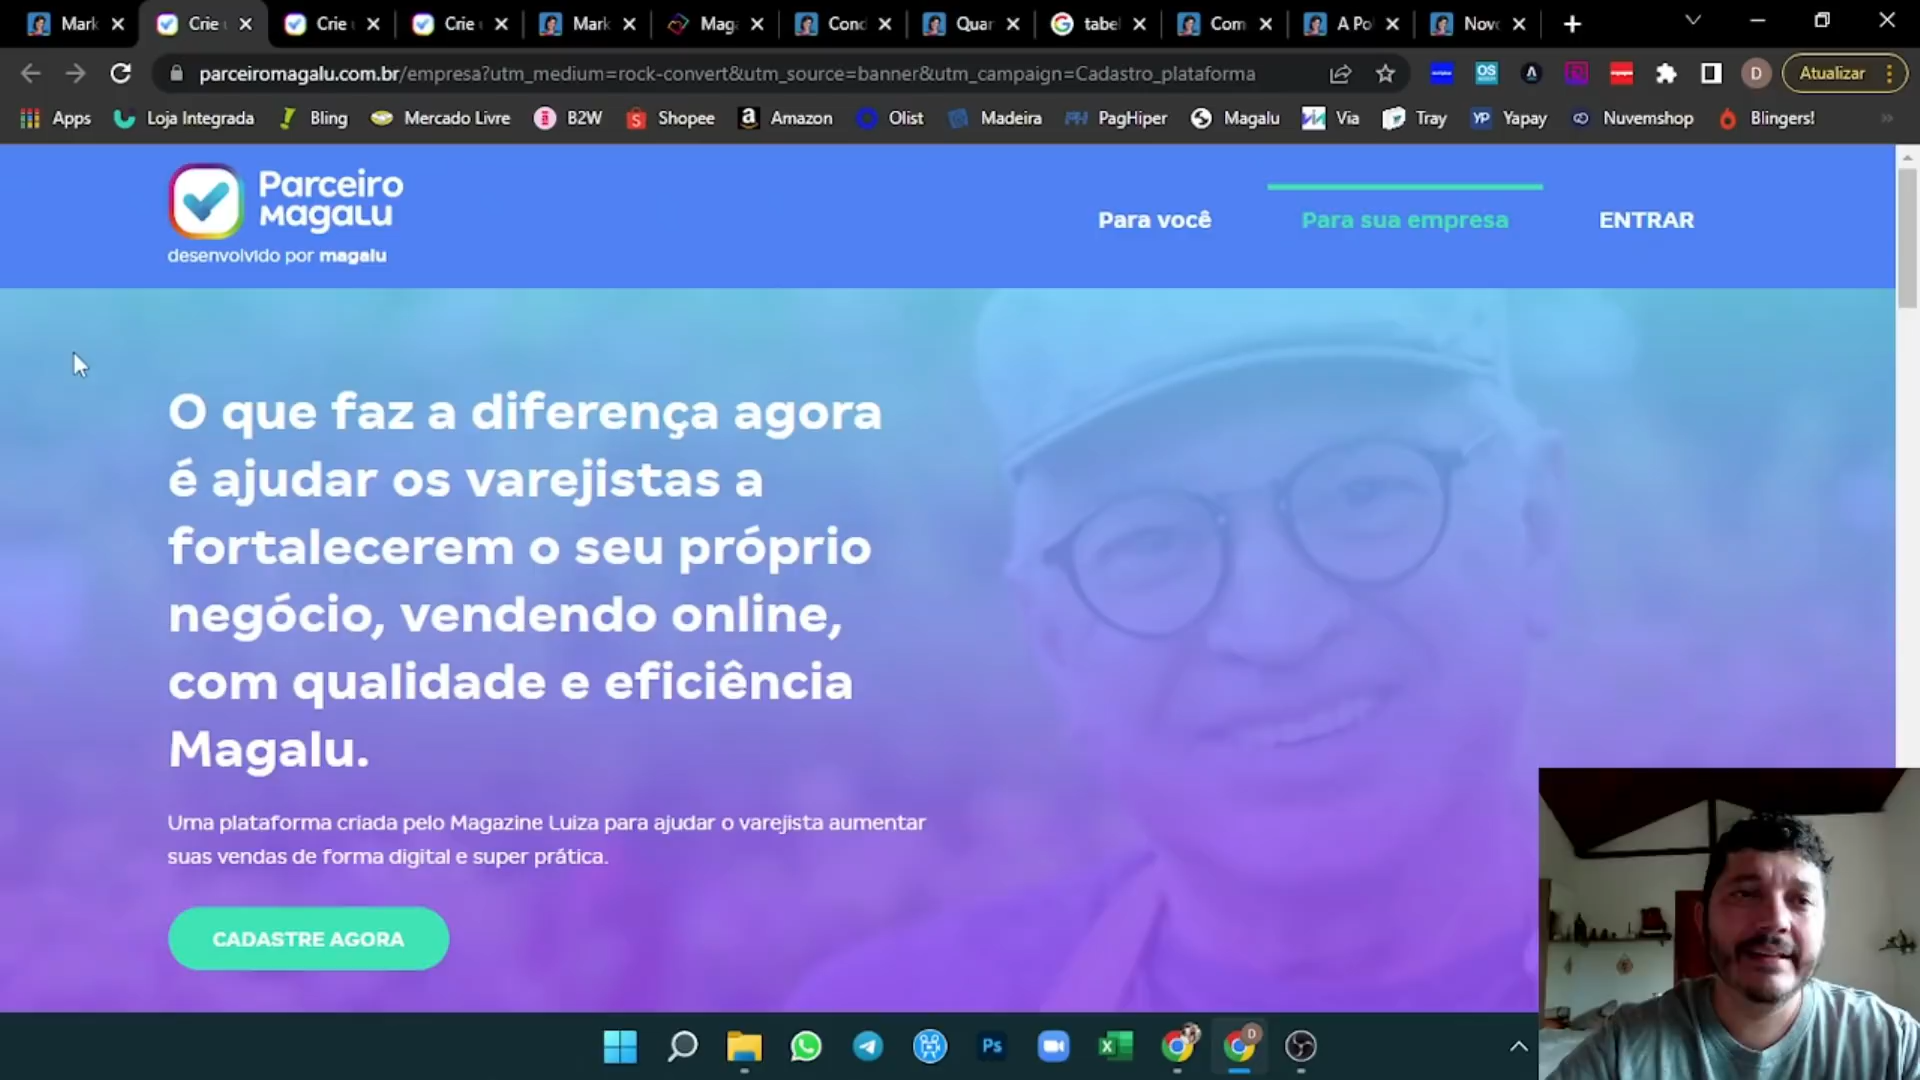 Mark
Crie
Crie
Crie
Mark
Mag
Cond
Quar
tabel
Com
A Po
Novo
parceiromagalu.com.br/empresa?utm_medium=rock-convert&utm_source=banner&utm_campaign=Cadastro_plataforma
D
Atualizar
Apps
Loja Integrada
Bling
Mercado Livre
B2W
Shopee
Amazon
Olist
Madeira
PagHiper
Magalu
Via
Tray
Yapay
Nuvemshop
Blingers!
Parceiro
Magalu
desenvolvido por magalu
Para você
Para sua empresa
ENTRAR
O que faz a diferença agora
é ajudar os varejistas a
fortalecerem o seu próprio
negócio, vendendo online,
com qualidade e eficiência
Magalu.
Uma plataforma criada pelo Magazine Luiza para ajudar o varejista aumentar
suas vendas de forma digital e super prática.
CADASTRE AGORA